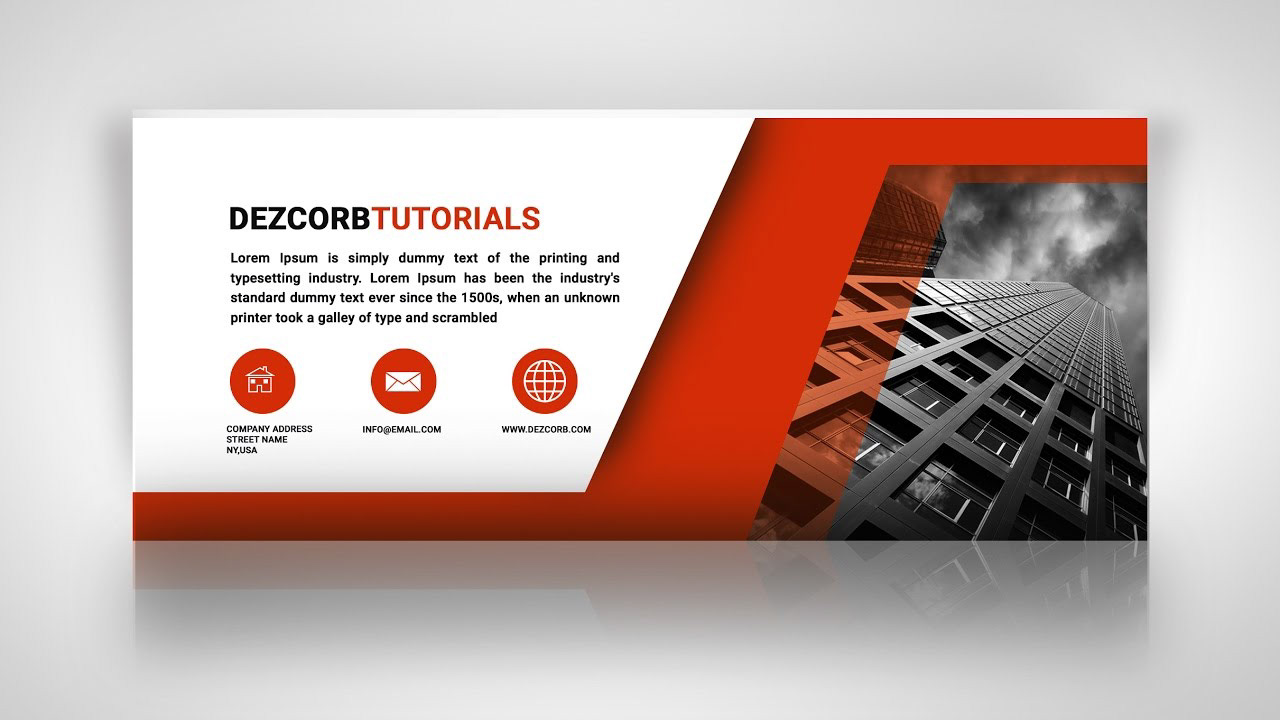 DEZCORBTUTORIALS
Lorem Ipsum is simply dummy text of the printing and
typesetting industry. Lorem Ipsum has been the industry's
standard dummy text ever since the 1500s, when an unknown
printer took a galley of type and scrambled
COMPANY ADDRESS
STREET NAME
NY,USA
INFO@EMAIL.COM
WWW.DEZCORB.COM